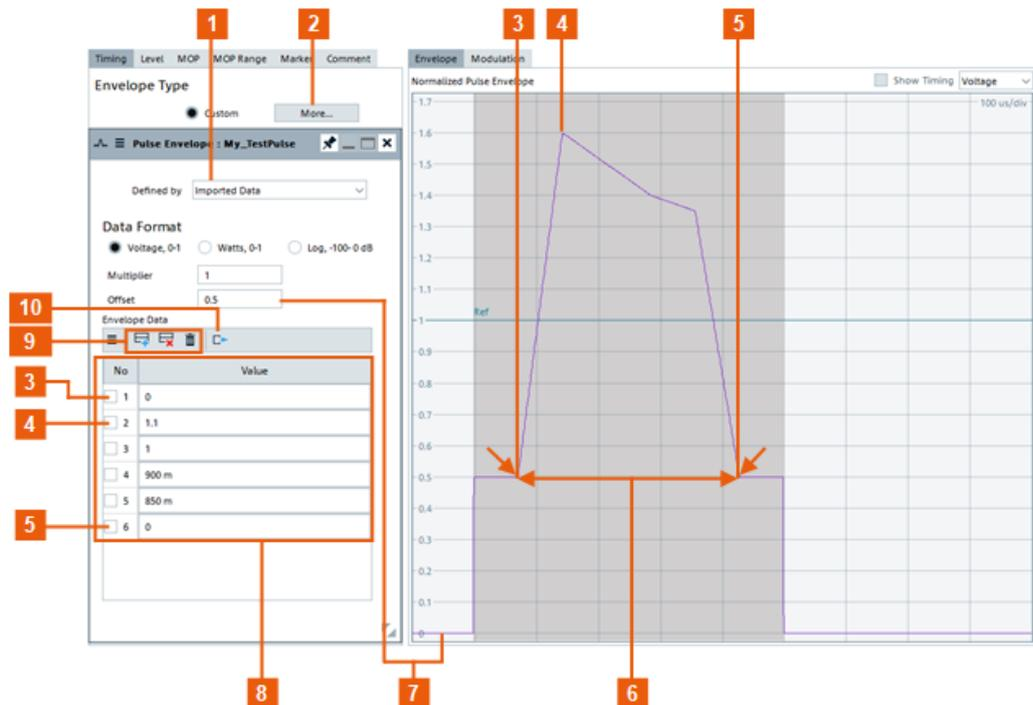 1
2
3
4
5
Timing Level MOP MOP Range Marker Comment
Envelope Type
Custom
More...
Pulse Envelope : My_TestPulse
Defined by
Imported Data
Data Format
Voltage, 0-1
Watts, 0-1
Log, -100- 0 dB
Multiplier
1
Offset
0.5
10
Envelope Data
9
No Value
3
1 0
4
2 1.1
3 1
4 900 m
5 850 m
5
6 0
8
7
6
Envelope Modulation
Normalized Pulse Envelope
Show Timing
Voltage
100 us/div
1.7
1.6
1.5
1.4
1.3
1.2
1.1
1
Ref
0.9
0.8
0.7
0.6
0.5
0.4
0.3
0.2
0.1
0